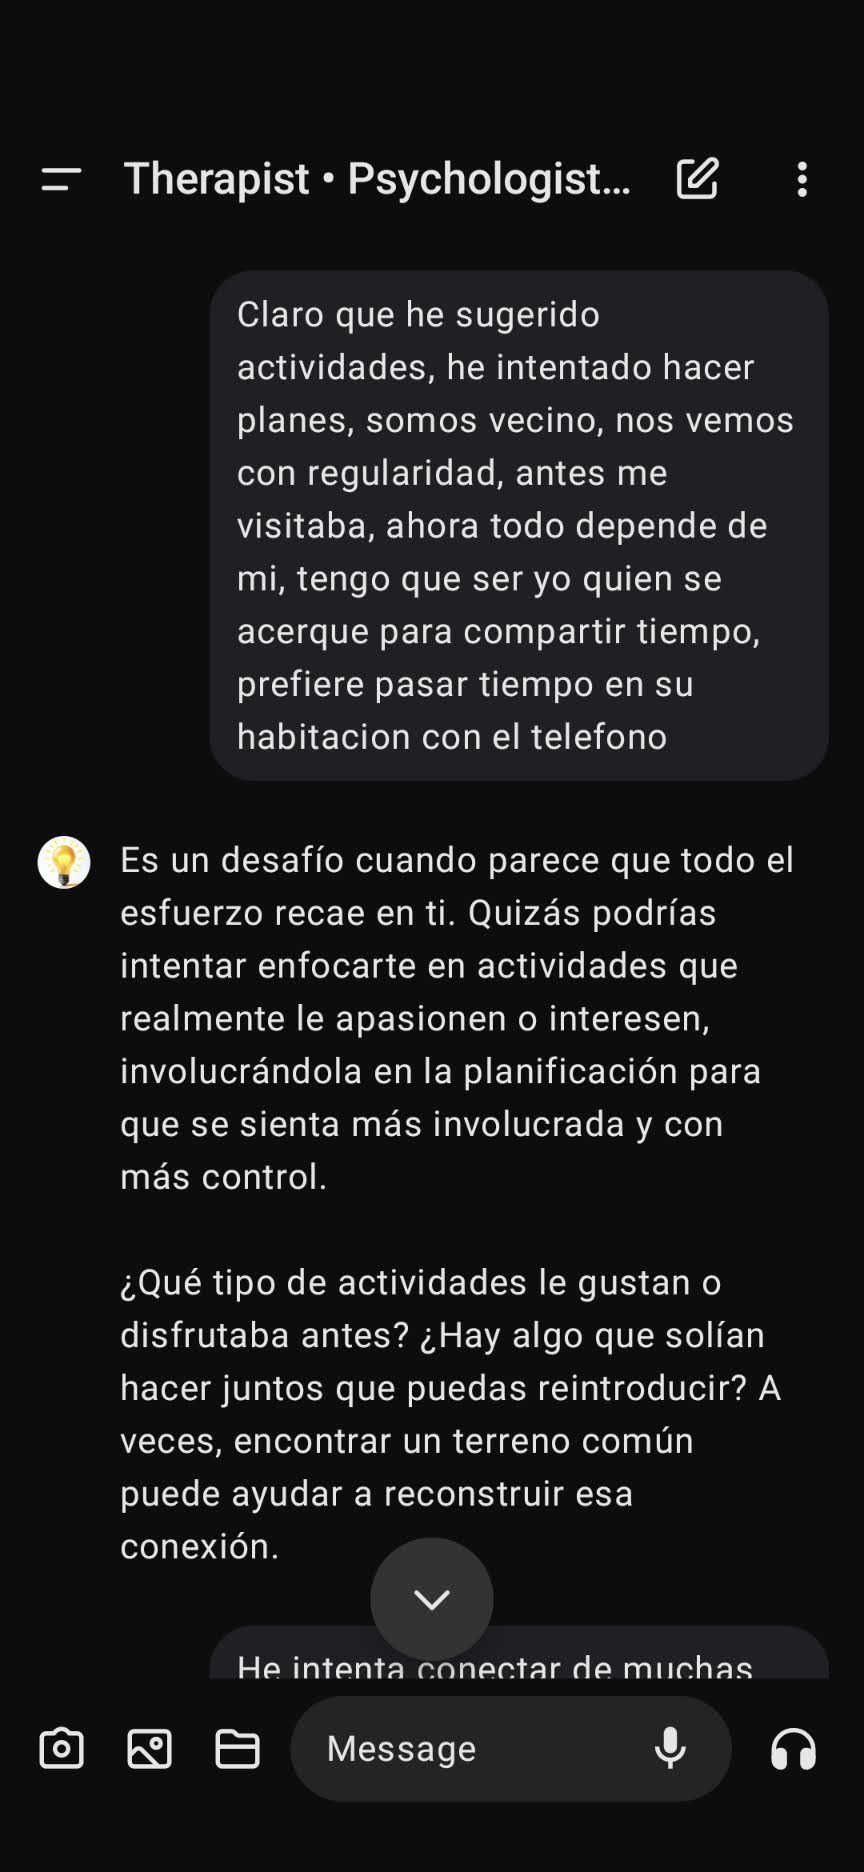 Therapist • Psychologist...
Claro que he sugerido
actividades, he intentado hacer
planes, somos vecino, nos vemos
con regularidad, antes me
visitaba, ahora todo depende de
mi, tengo que ser yo quien se
acerque para compartir tiempo,
prefiere pasar tiempo en su
habitacion con el telefono
Es un desafío cuando parece que todo el
esfuerzo recae en ti. Quizás podrías
intentar enfocarte en actividades que
realmente le apasionen o interesen,
involucrándola en la planificación para
que se sienta más involucrada y con
más control.
¿Qué tipo de actividades le gustan o
disfrutaba antes? ¿Hay algo que solían
hacer juntos que puedas reintroducir? A
veces, encontrar un terreno común
puede ayudar a reconstruir esa
conexión.
He intenta conectar de muchas
Message